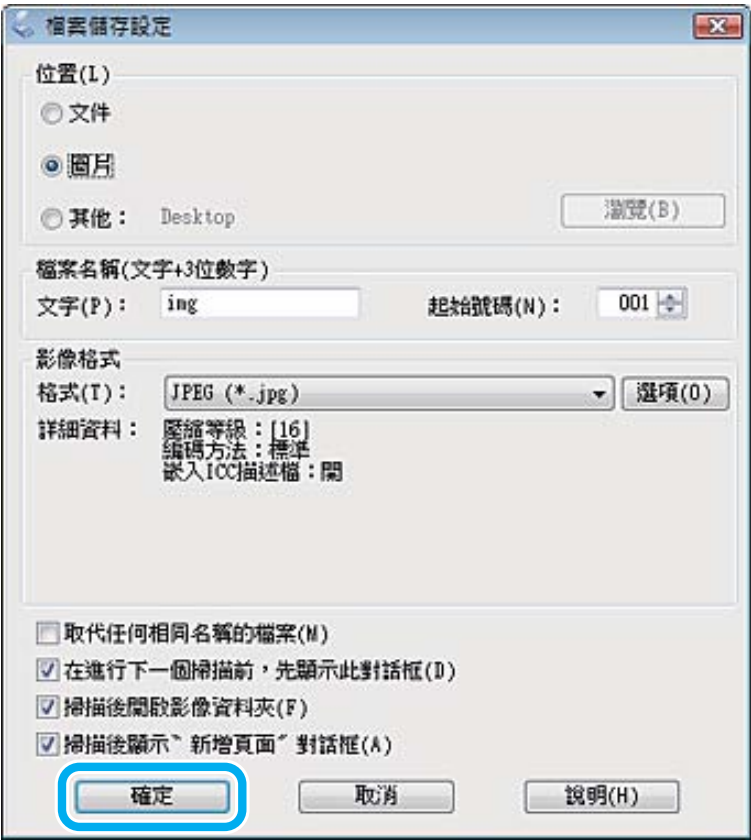 檔案儲存設定
位置(L)
文件
圖片
其他： Desktop 瀏覽(B)
檔案名稱(文字+3位數字)
文字(P)： img 起始號碼(N)： 001
影像格式
格式(T)： JPEG (*.jpg) 選項(O)
詳細資料： 壓縮等級：[16]
編碼方法：標準
嵌入ICC描述檔：開
取代任何相同名稱的檔案(M)
在進行下一個掃描前，先顯示此對話框(D)
掃描後開啟影像資料夾(F)
掃描後顯示〝新增頁面〞對話框(A)
確定 取消 說明(H)